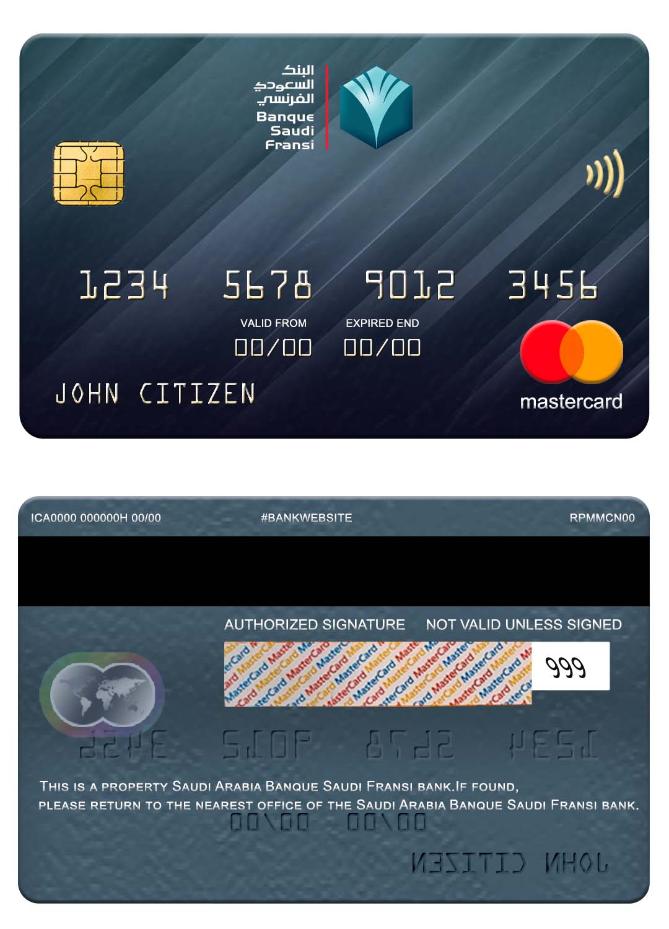 البنك
السعودي
الفرنسي
Banque
Saudi
Fransi
1234 5678 9012 3456
VALID FROM EXPIRED END
00/00 00/00
JOHN CITIZEN
mastercard
ICA0000 000000H 00/00 #BANKWEBSITE RPMMCN00
AUTHORIZED SIGNATURE NOT VALID UNLESS SIGNED
MasterCard MasterCard MasterCard MasterCard
999
1234 5678 9012 3456
THIS IS A PROPERTY SAUDI ARABIA BANQUE SAUDI FRANSI BANK.IF FOUND,
PLEASE RETURN TO THE NEAREST OFFICE OF THE SAUDI ARABIA BANQUE SAUDI FRANSI BANK.
00/00 00/00
JOHN CITIZEN